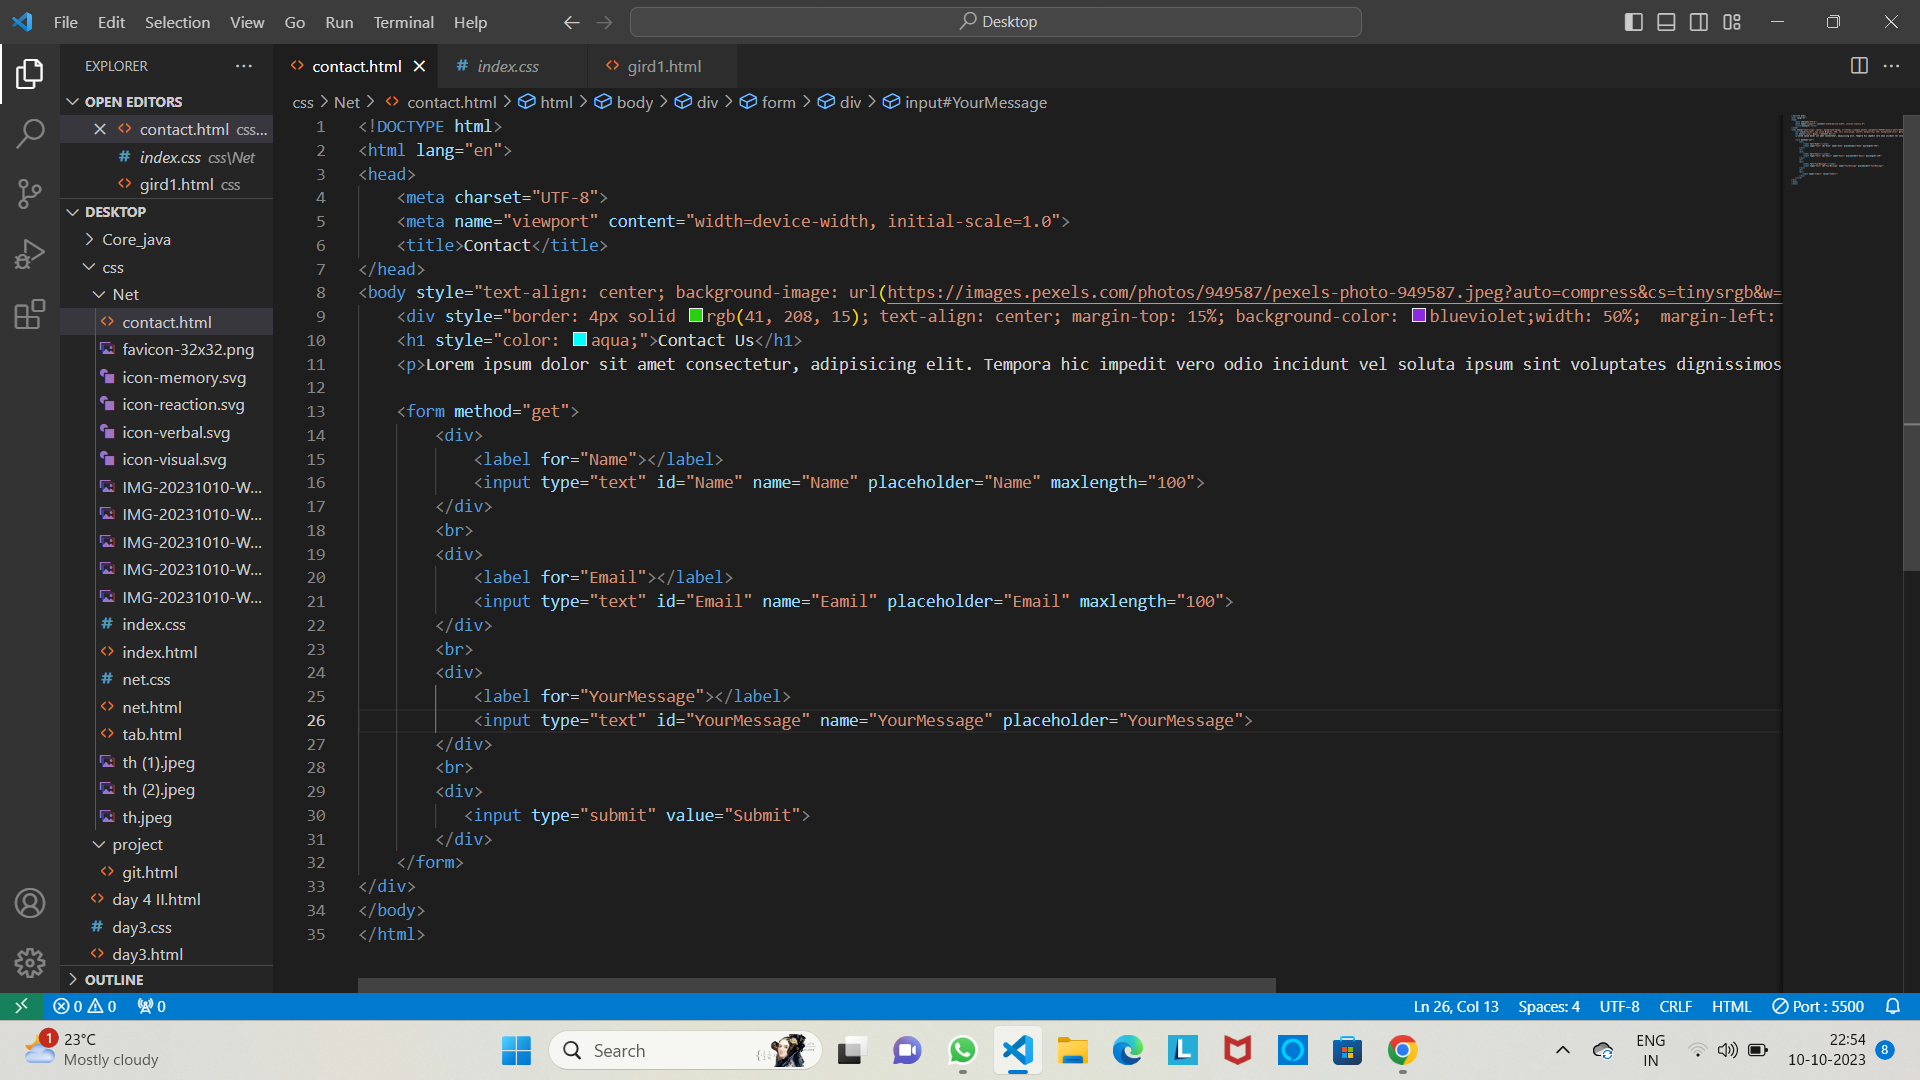 File Edit Selection View Go Run Terminal Help
Desktop
EXPLORER
OPEN EDITORS
contact.html css...
index.css css\Net
gird1.html css
DESKTOP
Core_java
css
Net
contact.html
favicon-32x32.png
icon-memory.svg
icon-reaction.svg
icon-verbal.svg
icon-visual.svg
IMG-20231010-W...
IMG-20231010-W...
IMG-20231010-W...
IMG-20231010-W...
IMG-20231010-W...
index.css
index.html
net.css
net.html
tab.html
th (1).jpeg
th (2).jpeg
th.jpeg
project
git.html
day 4 II.html
day3.css
day3.html
OUTLINE
contact.html index.css gird1.html
css > Net > contact.html > html > body > div > form > div > input#YourMessage
1 <!DOCTYPE html>
2 <html lang="en">
3 <head>
4 <meta charset="UTF-8">
5 <meta name="viewport" content="width=device-width, initial-scale=1.0">
6 <title>Contact</title>
7 </head>
8 <body style="text-align: center; background-image: url(https://images.pexels.com/photos/949587/pexels-photo-949587.jpeg?auto=compress&cs=tinysrgb&w=
9 <div style="border: 4px solid rgb(41, 208, 15); text-align: center; margin-top: 15%; background-color: blueviolet;width: 50%; margin-left:
10 <h1 style="color: aqua;">Contact Us</h1>
11 <p>Lorem ipsum dolor sit amet consectetur, adipisicing elit. Tempora hic impedit vero odio incidunt vel soluta ipsum sint voluptates dignissimos
12
13 <form method="get">
14 <div>
15 <label for="Name"></label>
16 <input type="text" id="Name" name="Name" placeholder="Name" maxlength="100">
17 </div>
18 <br>
19 <div>
20 <label for="Email"></label>
21 <input type="text" id="Email" name="Eamil" placeholder="Email" maxlength="100">
22 </div>
23 <br>
24 <div>
25 <label for="YourMessage"></label>
26 <input type="text" id="YourMessage" name="YourMessage" placeholder="YourMessage">
27 </div>
28 <br>
29 <div>
30 <input type="submit" value="Submit">
31 </div>
32 </form>
33 </div>
34 </body>
35 </html>
0 0 0
Ln 26, Col 13 Spaces: 4 UTF-8 CRLF HTML Port : 5500
1 23°C
Mostly cloudy
Search
ENG
IN
22:54
10-10-2023
8